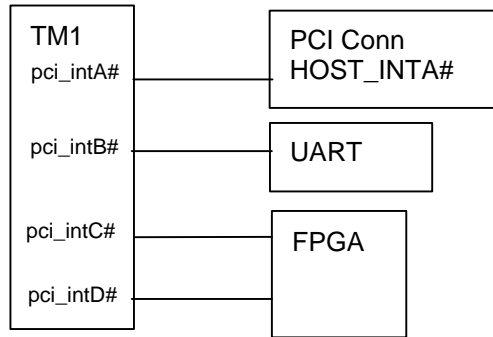 TM1
pci_intA#
pci_intB#
pci_intC#
pci_intD#
PCI Conn
HOST_INTA#
UART
FPGA